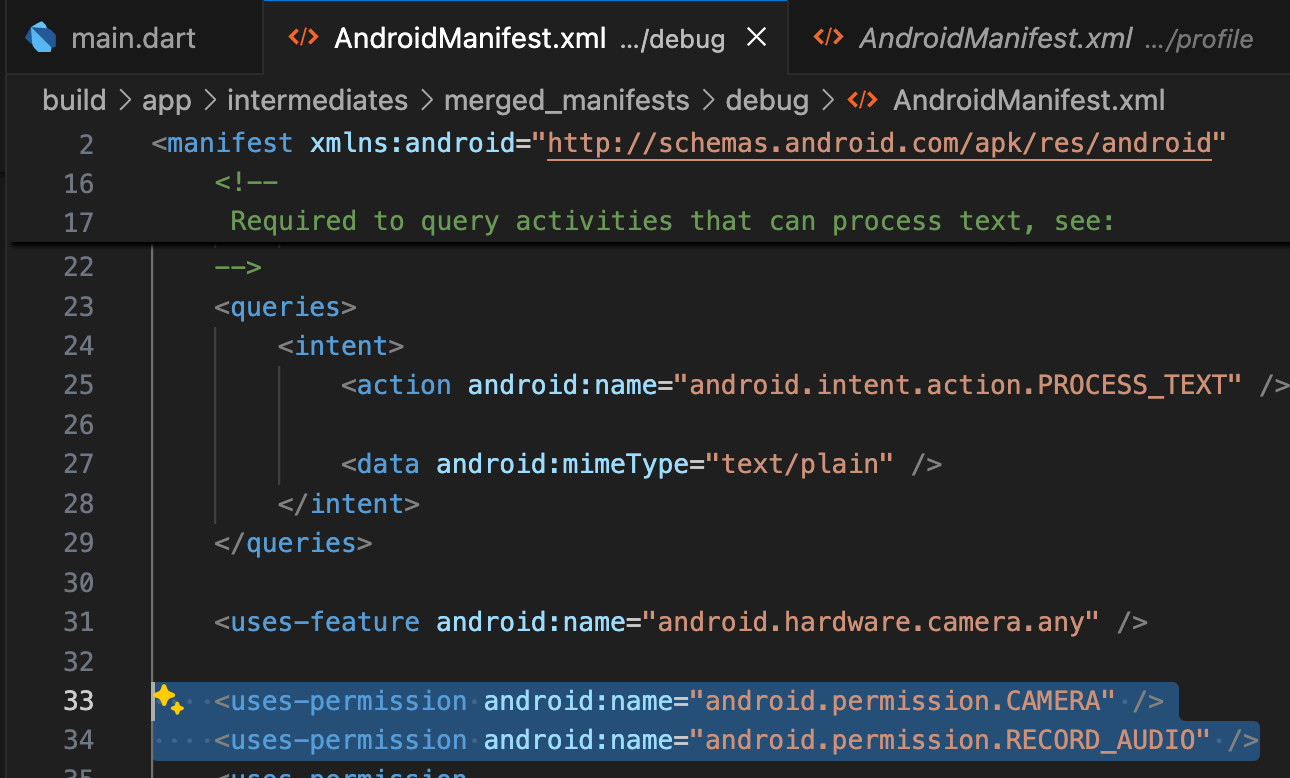 main.dart
AndroidManifest.xml .../debug
AndroidManifest.xml .../profile
build > app > intermediates > merged_manifests > debug > AndroidManifest.xml
2 <manifest xmlns:android="http://schemas.android.com/apk/res/android"
16 <!--
17 Required to query activities that can process text, see:
22 -->
23 <queries>
24 <intent>
25 <action android:name="android.intent.action.PROCESS_TEXT" />
26
27 <data android:mimeType="text/plain" />
28 </intent>
29 </queries>
30
31 <uses-feature android:name="android.hardware.camera.any" />
32
33 <uses-permission android:name="android.permission.CAMERA" />
34 <uses-permission android:name="android.permission.RECORD_AUDIO" />
35 <uses-permission